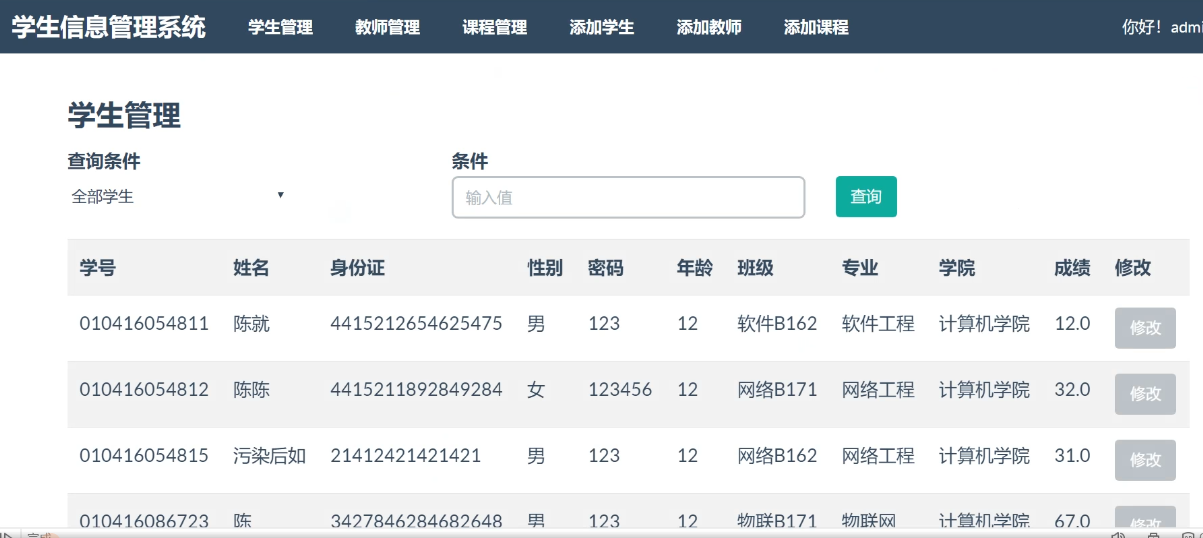 学生信息管理系统 学生管理 教师管理 课程管理 添加学生 添加教师 添加课程 你好！admi
学生管理
查询条件 条件
全部学生 ▼ 输入值 查询
学号 姓名 身份证 性别 密码 年龄 班级 专业 学院 成绩 修改
010416054811 陈就 4415212654625475 男 123 12 软件B162 软件工程 计算机学院 12.0 修改
010416054812 陈陈 4415211892849284 女 123456 12 网络B171 网络工程 计算机学院 32.0 修改
010416054815 污染后如 21412421421421 男 123 12 网络B162 网络工程 计算机学院 31.0 修改
010416086723 陈 3427846284682648 男 123 12 物联B171 物联网 计算机学院 67.0 修改
完成